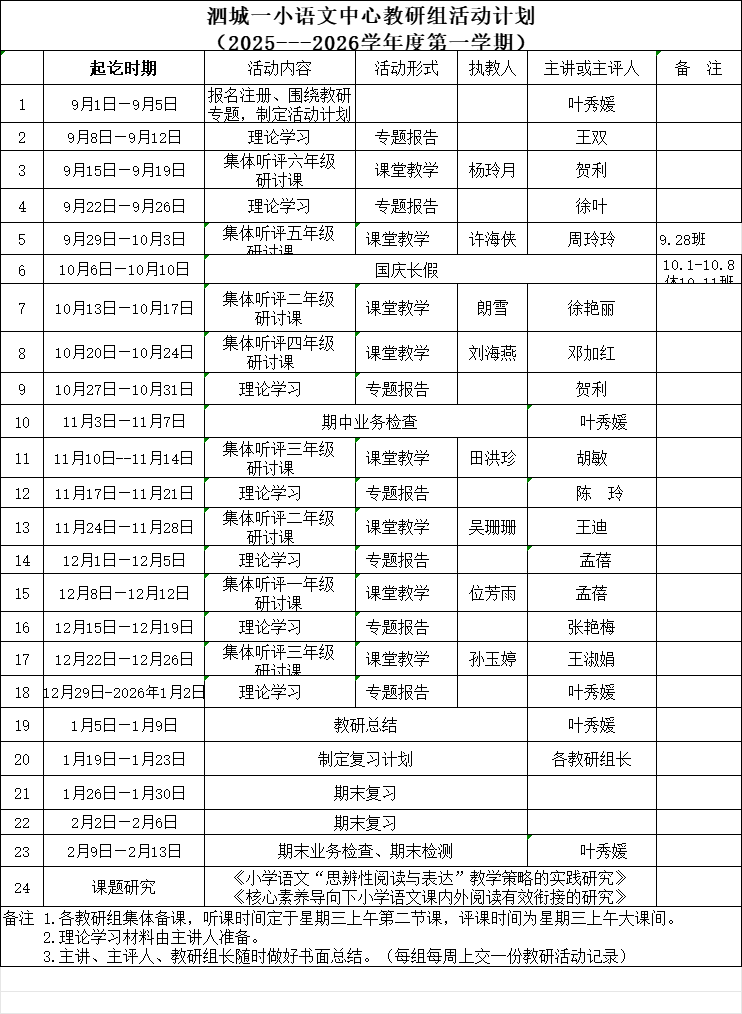 泗城一小语文中心教研组活动计划
（2025---2026学年度第一学期）
起讫时期 活动内容 活动形式 执教人 主讲或主评人 备 注
1 9月1日—9月5日 报名注册、围绕教研专题，制定活动计划 叶秀媛
2 9月8日—9月12日 理论学习 专题报告 王双
3 9月15日—9月19日 集体听评六年级研讨课 课堂教学 杨玲月 贺利
4 9月22日—9月26日 理论学习 专题报告 徐叶
5 9月29日—10月3日 集体听评五年级研讨课 课堂教学 许海侠 周玲玲 9.28班
6 10月6日—10月10日 国庆长假 10.1-10.8休10.11班
7 10月13日—10月17日 集体听评二年级研讨课 课堂教学 朗雪 徐艳丽
8 10月20日—10月24日 集体听评四年级研讨课 课堂教学 刘海燕 邓加红
9 10月27日—10月31日 理论学习 专题报告 贺利
10 11月3日—11月7日 期中业务检查 叶秀媛
11 11月10日--11月14日 集体听评三年级研讨课 课堂教学 田洪珍 胡敏
12 11月17日—11月21日 理论学习 专题报告 陈 玲
13 11月24日—11月28日 集体听评二年级研讨课 课堂教学 吴珊珊 王迪
14 12月1日—12月5日 理论学习 专题报告 孟蓓
15 12月8日—12月12日 集体听评一年级研讨课 课堂教学 位芳雨 孟蓓
16 12月15日—12月19日 理论学习 专题报告 张艳梅
17 12月22日—12月26日 集体听评三年级研讨课 课堂教学 孙玉婷 王淑娟
18 12月29日-2026年1月2日 理论学习 专题报告 叶秀媛
19 1月5日—1月9日 教研总结 叶秀媛
20 1月19日—1月23日 制定复习计划 各教研组长
21 1月26日—1月30日 期末复习
22 2月2日—2月6日 期末复习
23 2月9日—2月13日 期末业务检查、期末检测 叶秀媛
24 课题研究 《小学语文“思辨性阅读与表达”教学策略的实践研究》
《核心素养导向下小学语文课内外阅读有效衔接的研究》
备注 1.各教研组集体备课，听课时间定于星期三上午第二节课，评课时间为星期三上午大课间。
2.理论学习材料由主讲人准备。
3.主讲、主评人、教研组长随时做好书面总结。（每组每周上交一份教研活动记录）